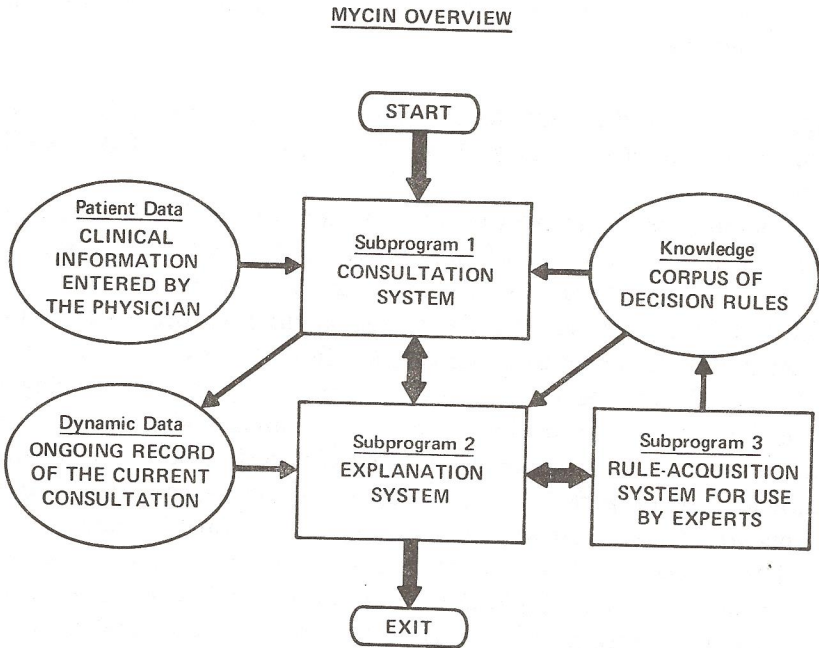 MYCIN OVERVIEW
START
Patient Data
CLINICAL
INFORMATION
ENTERED BY
THE PHYSICIAN
Subprogram 1
CONSULTATION
SYSTEM
Knowledge
CORPUS OF
DECISION RULES
Dynamic Data
ONGOING RECORD
OF THE CURRENT
CONSULTATION
Subprogram 2
EXPLANATION
SYSTEM
Subprogram 3
RULE-ACQUISITION
SYSTEM FOR USE
BY EXPERTS
EXIT